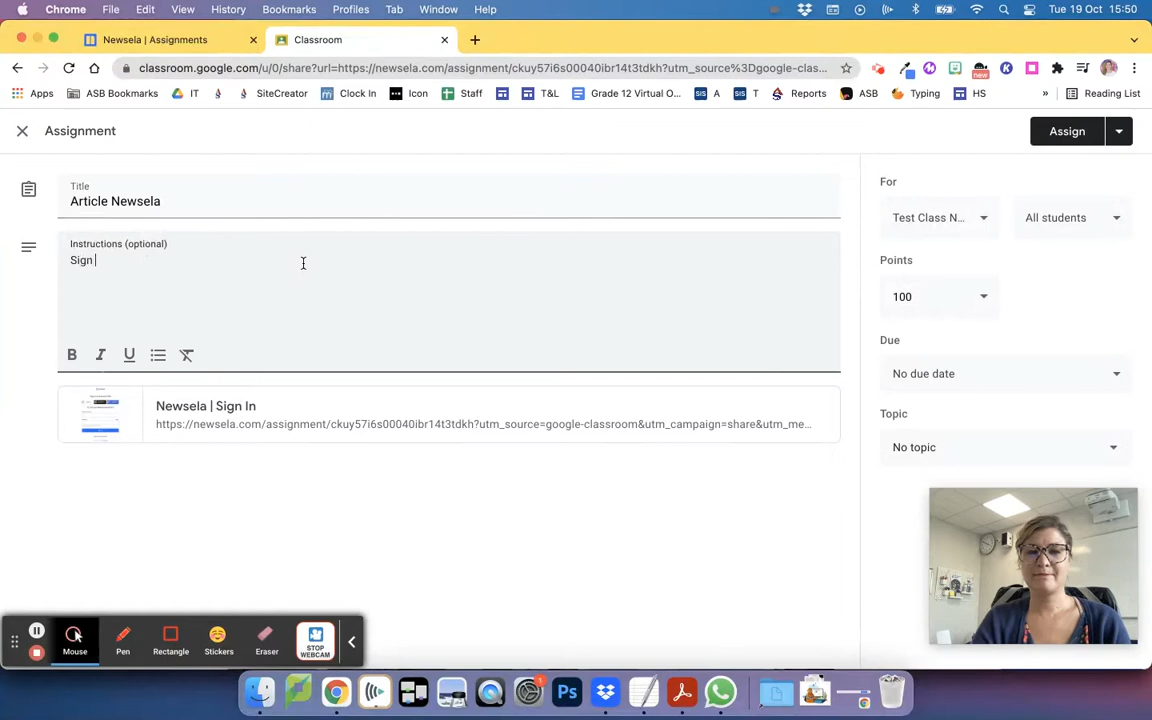 Chrome File Edit View History Bookmarks Profiles Tab Window Help Tue 19 Oct 15:50
Newsela | Assignments Classroom
classroom.google.com/u/0/share?url=https://newsela.com/assignment/ckuy57i6s00040ibr14t3tdkh?utm_source%3Dgoogle-clas...
Apps ASB Bookmarks IT SiteCreator Clock In Icon Staff T&L Grade 12 Virtual O... SIS A SIS T Reports ASB Typing HS » Reading List
Assignment
Assign
Title
Article Newsela
Instructions (optional)
Sign
Newsela | Sign In
https://newsela.com/assignment/ckuy57i6s00040ibr14t3tdkh?utm_source=google-classroom&utm_campaign=share&utm_me...
For
Test Class N... All students
Points
100
Due
No due date
Topic
No topic
Mouse Pen Rectangle Stickers Eraser STOP WEBCAM